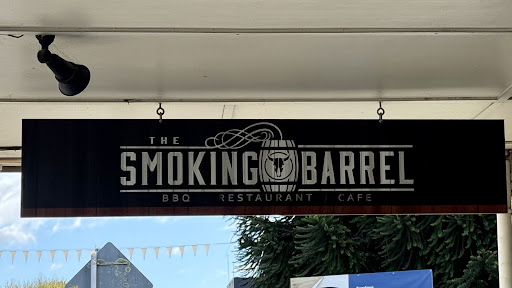 THE
SMOKING BARREL
BBQ RESTAURANT CAFE